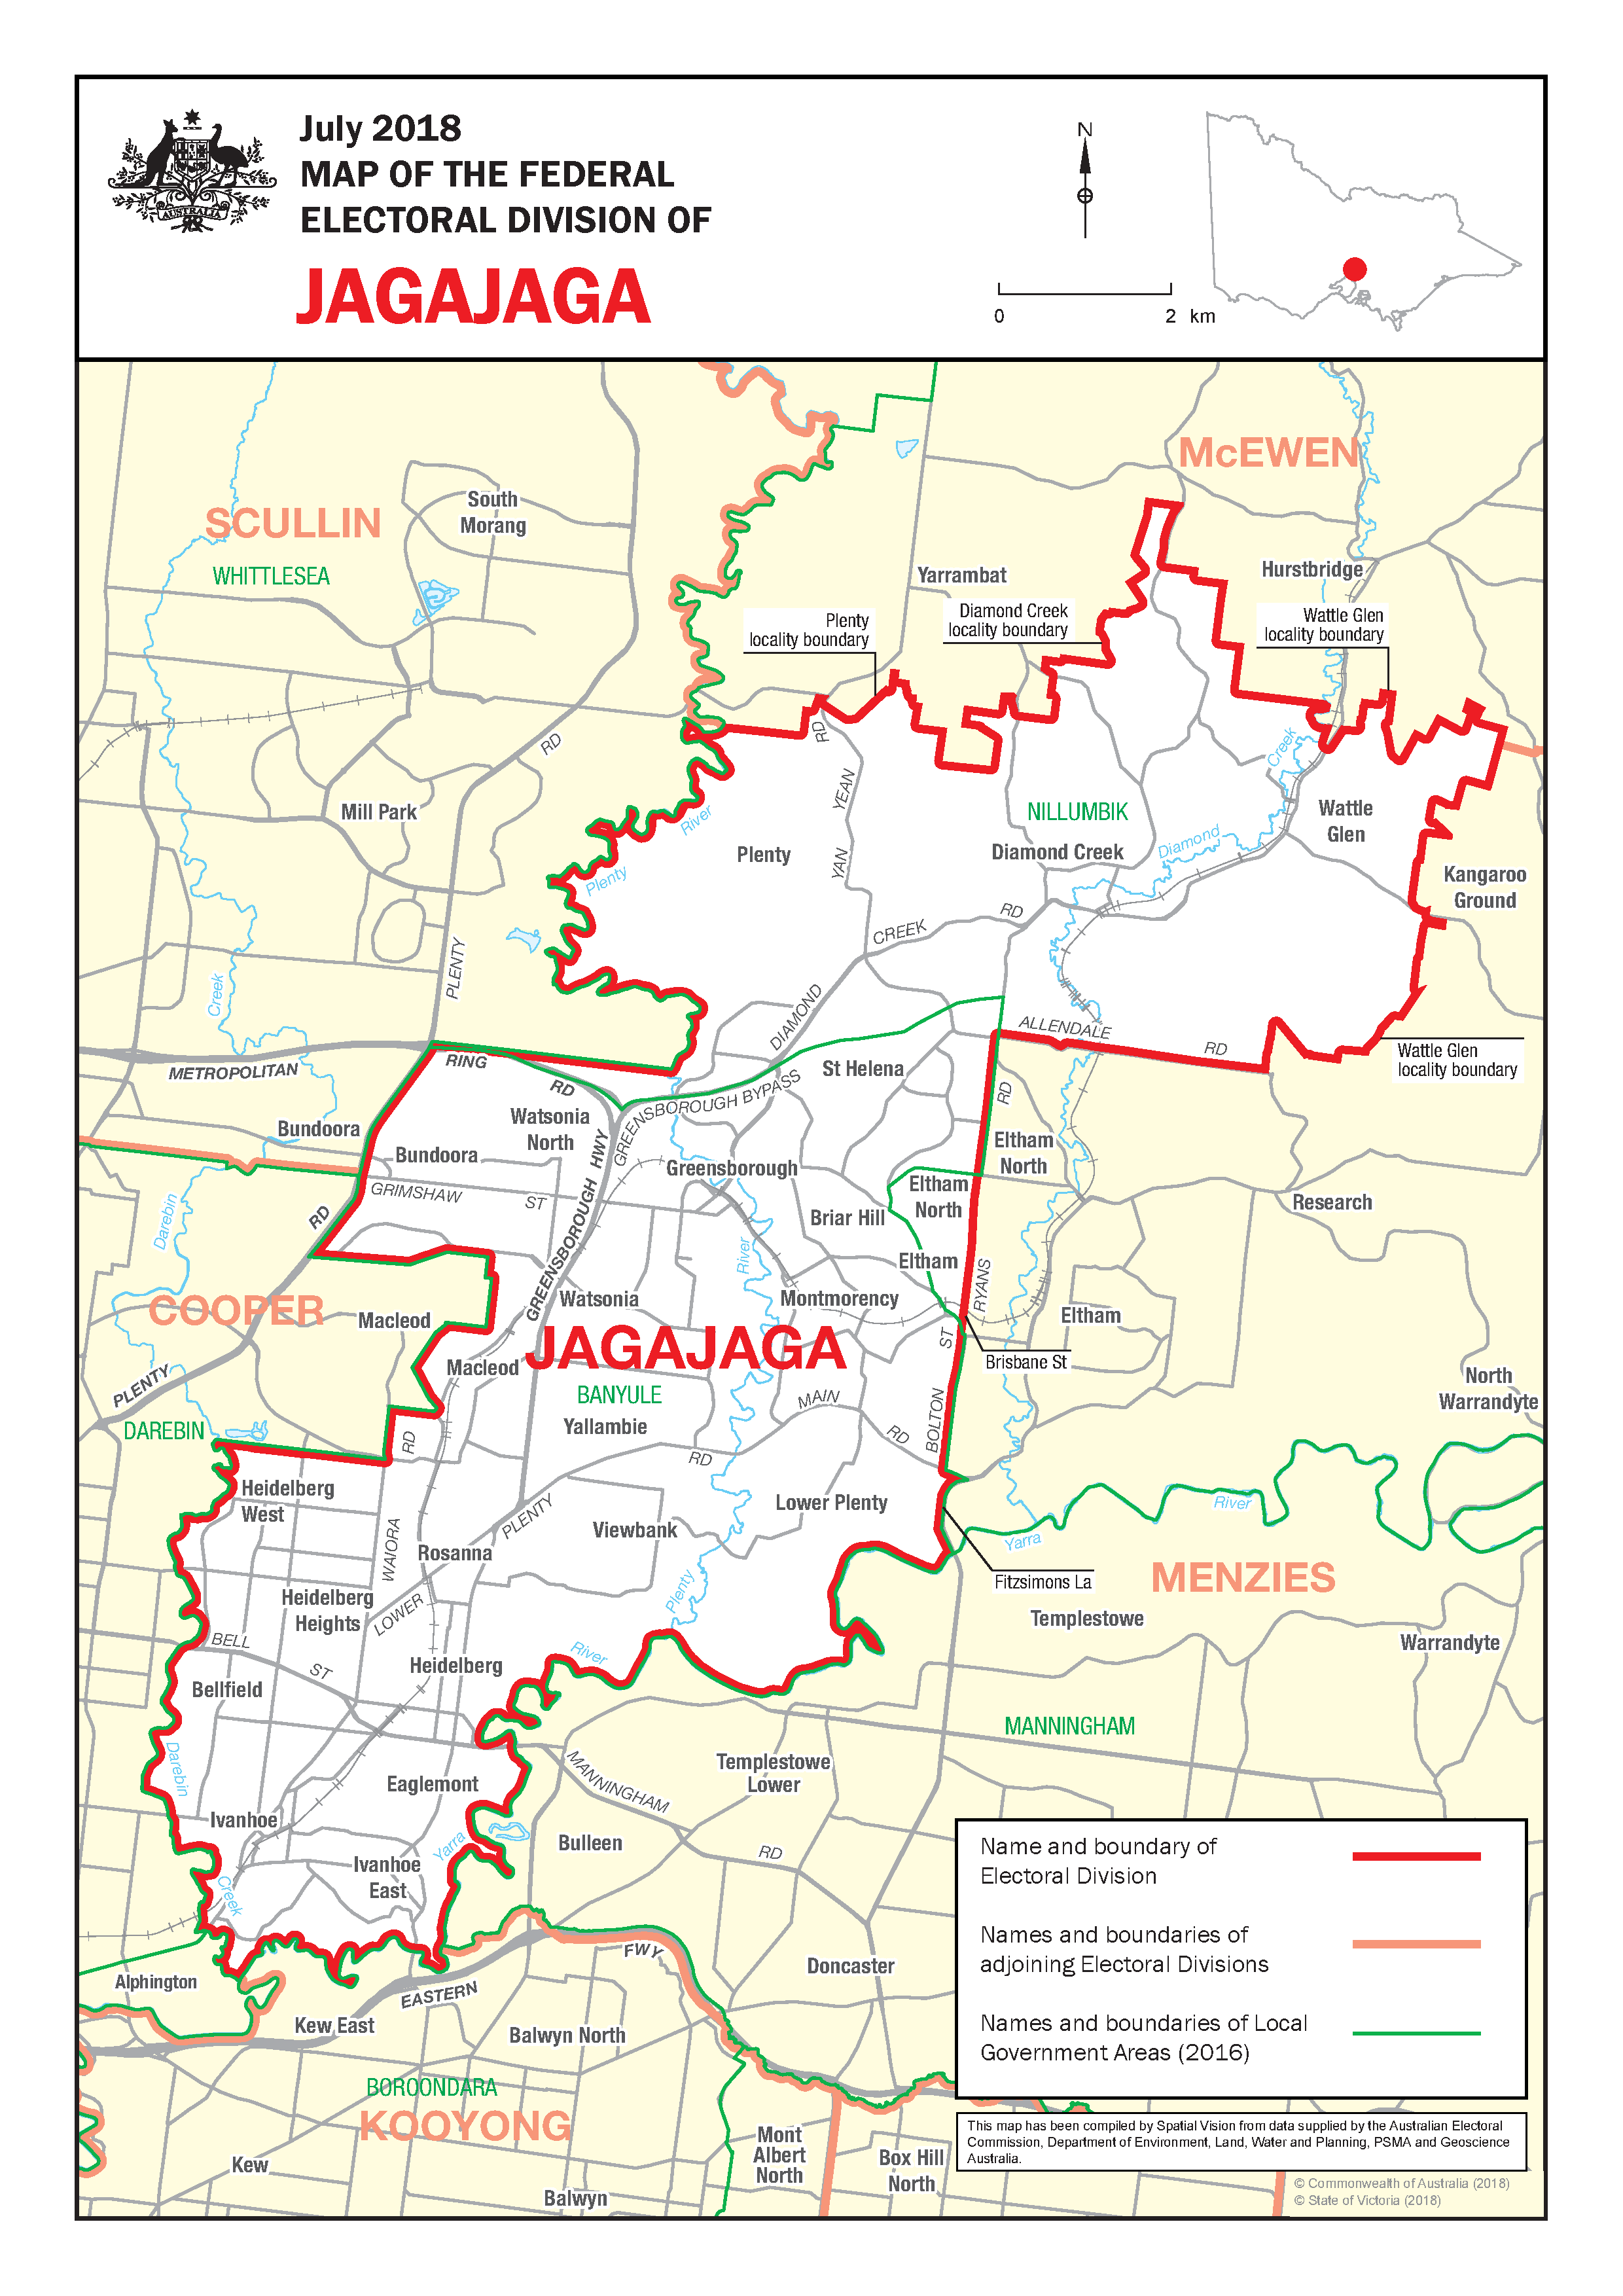 July 2018
MAP OF THE FEDERAL
ELECTORAL DIVISION OF
JAGAJAGA
AUSTRALIA
N
0 2 km
McEWEN
South
Morang
SCULLIN
WHITTLESEA
Yarrambat
Hurstbridge
Plenty
locality boundary
Diamond Creek
locality boundary
Wattle Glen
locality boundary
RD
RD
Creek
Mill Park
River
YEAN
YAN
NILLUMBIK
Wattle
Glen
Plenty
Diamond Creek
Diamond
Plenty
Kangaroo
Ground
CREEK
RD
PLENTY
Creek
DIAMOND
ALLENDALE
RD
Wattle Glen
locality boundary
METROPOLITAN
RING
RD
St Helena
GREENSBOROUGH BYPASS
RD
Watsonia
North
Bundoora
Bundoora
GREENSBOROUGH HWY
Eltham
North
Greensborough
Eltham
North
GRIMSHAW
ST
Research
Darebin
RD
Briar Hill
River
Eltham
RYANS
COOPER
Macleod
Watsonia
Montmorency
Eltham
JAGAJAGA
ST
Macleod
Brisbane St
PLENTY
BANYULE
MAIN
North
Warrandyte
DAREBIN
Yallambie
RD
BOLTON
RD
RD
Heidelberg
West
Lower Plenty
River
PLENTY
Viewbank
Yarra
WAIORA
Rosanna
MENZIES
Fitzsimons La
Heidelberg
Heights
LOWER
Plenty
Templestowe
BELL
ST
River
Warrandyte
Heidelberg
Bellfield
MANNINGHAM
Darebin
Templestowe
Lower
MANNINGHAM
Eaglemont
Ivanhoe
Yarra
Bulleen
RD
Ivanhoe
East
Creek
Name and boundary of
Electoral Division
Names and boundaries of
adjoining Electoral Divisions
Names and boundaries of Local
Government Areas (2016)
FWY
Doncaster
Alphington
EASTERN
Kew East
Balwyn North
BOROONDARA
KOOYONG
Mont
Albert
North
Box Hill
North
Kew
Balwyn
This map has been compiled by Spatial Vision from data supplied by the Australian Electoral
Commission, Department of Environment, Land, Water and Planning, PSMA and Geoscience
Australia.
© Commonwealth of Australia (2018)
© State of Victoria (2018)